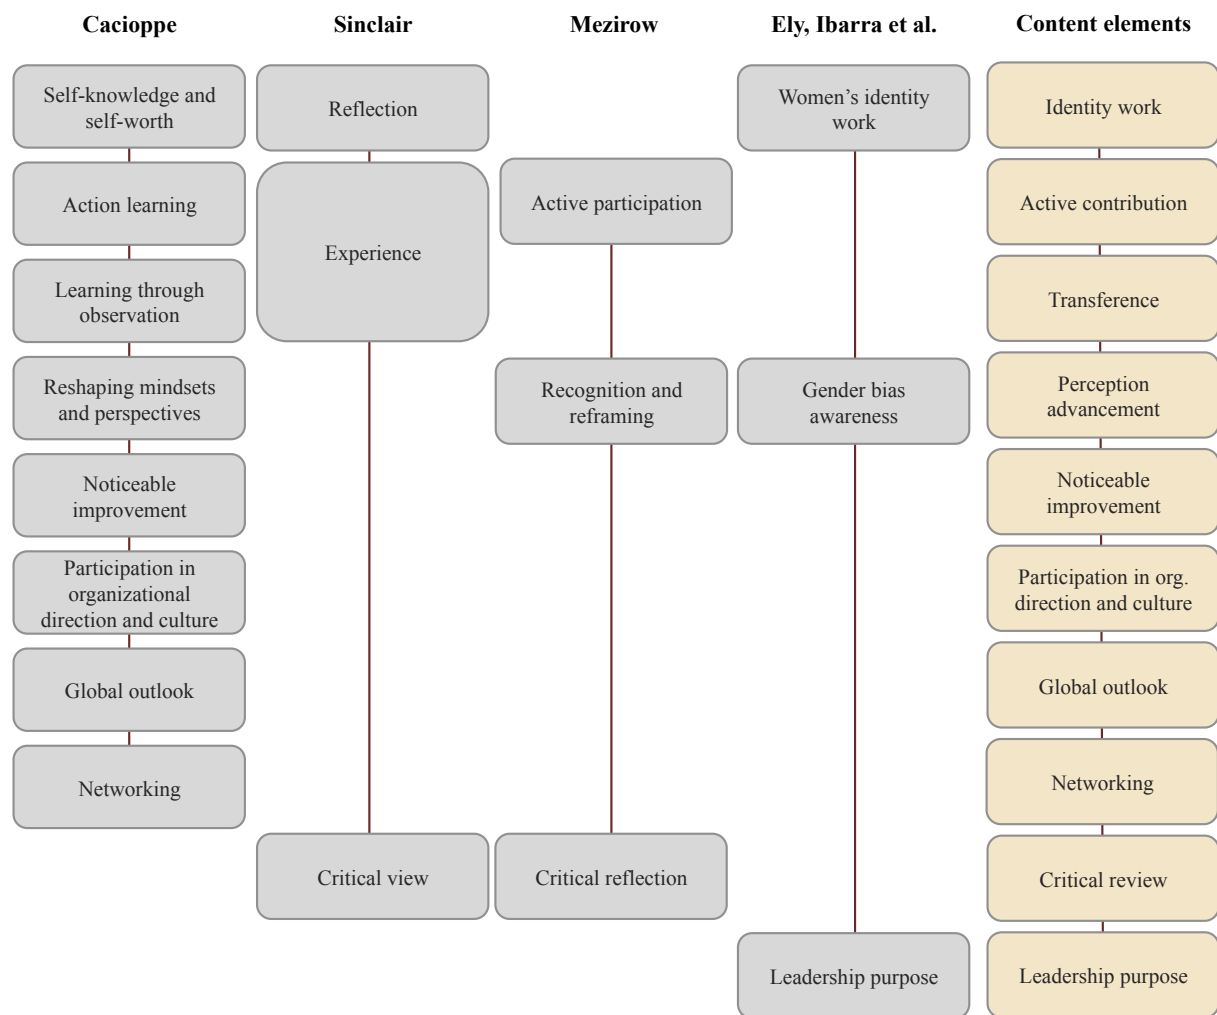 Cacioppe
Sinclair
Mezirow
Ely, Ibarra et al.
Content elements
Self-knowledge and
self-worth
Reflection
Women’s identity
work
Identity work
Action learning
Experience
Active participation
Active contribution
Learning through
observation
Transference
Reshaping mindsets
and perspectives
Recognition and
reframing
Gender bias
awareness
Perception
advancement
Noticeable
improvement
Noticeable
improvement
Participation in
organizational
direction and culture
Participation in org.
direction and culture
Global outlook
Global outlook
Networking
Networking
Critical view
Critical reflection
Critical review
Leadership purpose
Leadership purpose